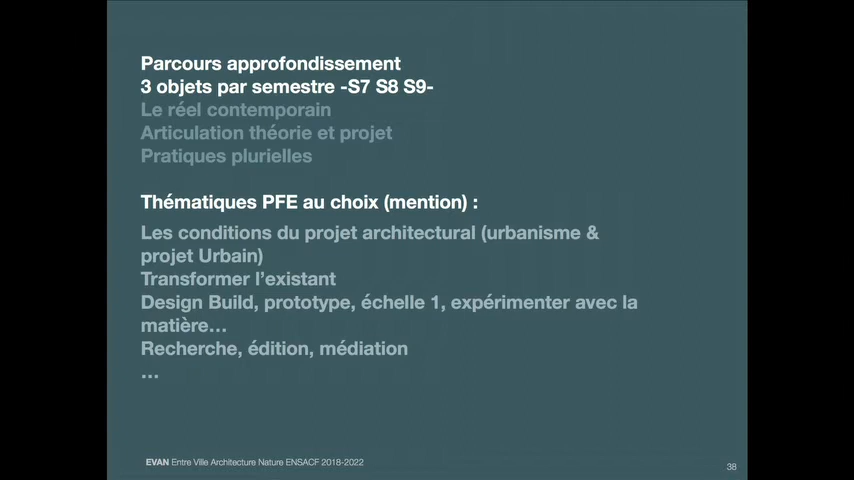 Parcours approfondissement
3 objets par semestre -S7 S8 S9-
Le réel contemporain
Articulation théorie et projet
Pratiques plurielles
Thématiques PFE au choix (mention) :
Les conditions du projet architectural (urbanisme &
projet Urbain)
Transformer l’existant
Design Build, prototype, échelle 1, expérimenter avec la
matière…
Recherche, édition, médiation
…
EVAN Entre Ville Architecture Nature ENSACF 2018-2022
38